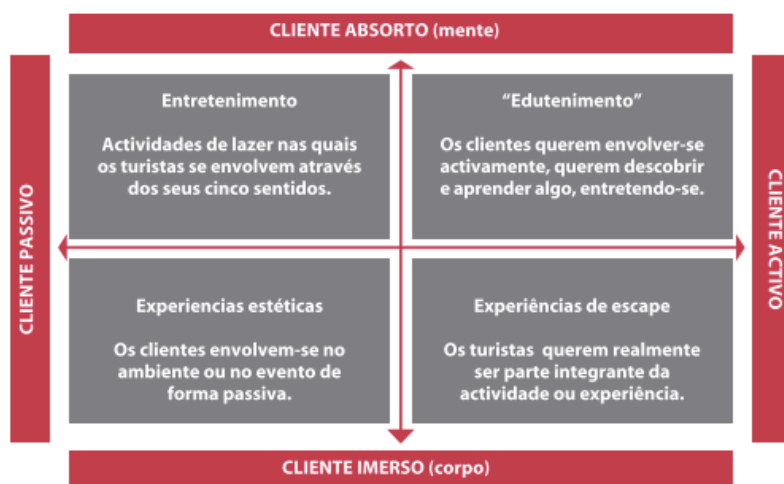 CLIENTE ABSORTO (mente)
CLIENTE PASSIVO
Entretenimento
Actividades de lazer nas quais
os turistas se envolvem através
dos seus cinco sentidos.
“Edutenimento”
Os clientes querem envolver-se
activamente, querem descobrir
e aprender algo, entretendo-se.
CLIENTE ACTIVO
Experiencias estéticas
Os clientes envolvem-se no
ambiente ou no evento de
forma passiva.
Experiências de escape
Os turistas querem realmente
ser parte integrante da
actividade ou experiência.
CLIENTE IMERSO (corpo)